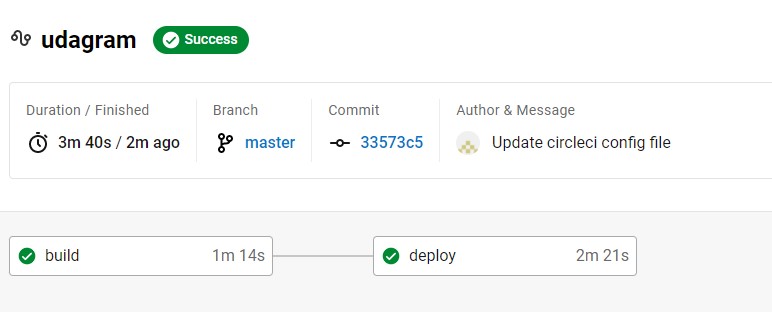 udagram Success
Duration / Finished Branch Commit Author & Message
3m 40s / 2m ago master 33573c5 Update circleci config file
build 1m 14s deploy 2m 21s